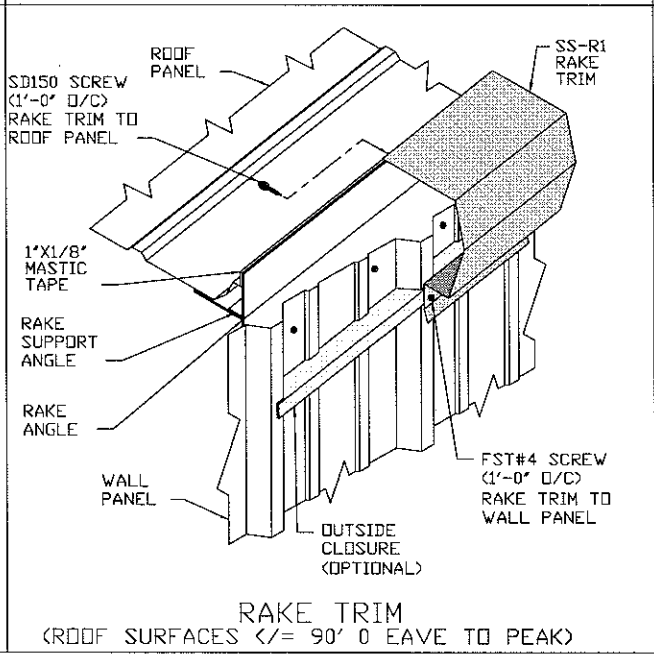 ROOF
PANEL
SS-R1
RAKE
TRIM
SD150 SCREW
(1'-0" O/C)
RAKE TRIM TO
ROOF PANEL
1"X1/8"
MASTIC
TAPE
RAKE
SUPPORT
ANGLE
RAKE
ANGLE
WALL
PANEL
OUTSIDE
CLOSURE
(OPTIONAL)
FST#4 SCREW
(1'-0" O/C)
RAKE TRIM TO
WALL PANEL
RAKE TRIM
(ROOF SURFACES </= 90' 0 EAVE TO PEAK)